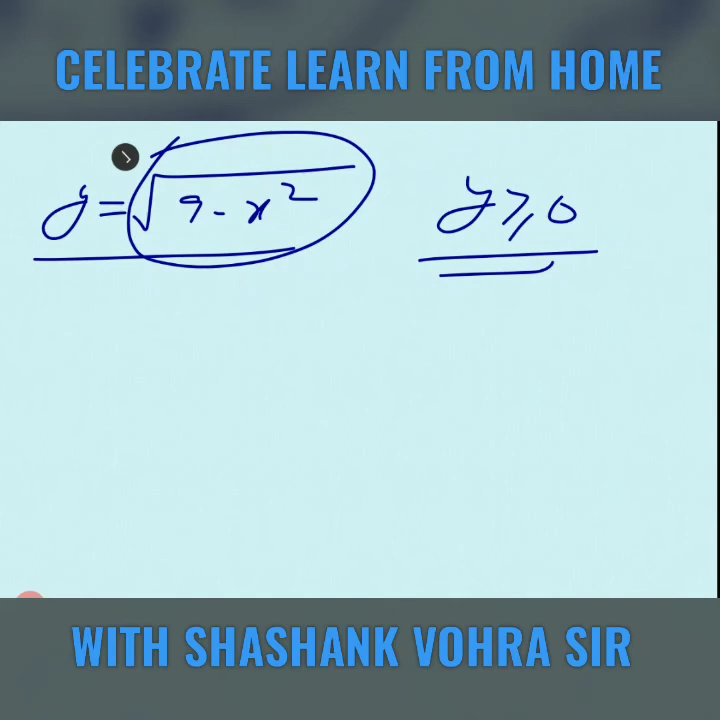 CELEBRATE LEARN FROM HOME
y = √9 - x² y ≥ 0
WITH SHASHANK VOHRA SIR